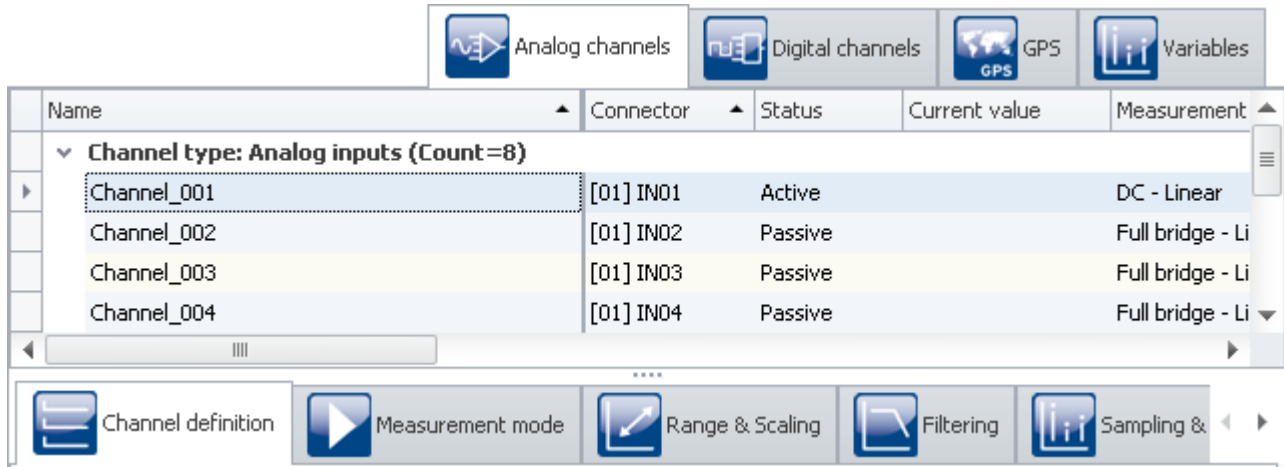 Analog channels Digital channels GPS GPS Variables
Name Connector Status Current value Measurement
Channel type: Analog inputs (Count=8)
Channel_001 [01] IN01 Active DC - Linear
Channel_002 [01] IN02 Passive Full bridge - Li
Channel_003 [01] IN03 Passive Full bridge - Li
Channel_004 [01] IN04 Passive Full bridge - Li
Channel definition Measurement mode Range & Scaling Filtering Sampling &